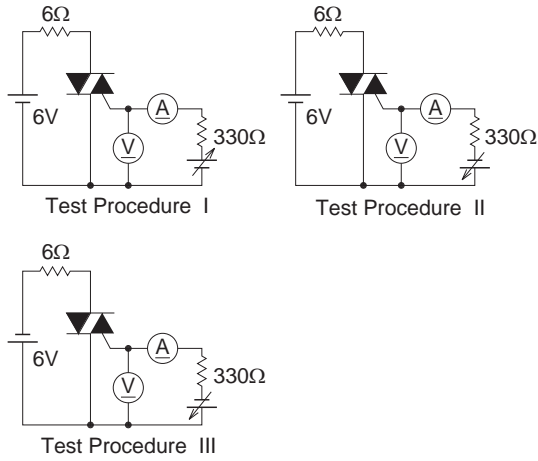 6Ω
6V
A
V
330Ω
Test Procedure I
6Ω
6V
A
V
330Ω
Test Procedure II
6Ω
6V
A
V
330Ω
Test Procedure III